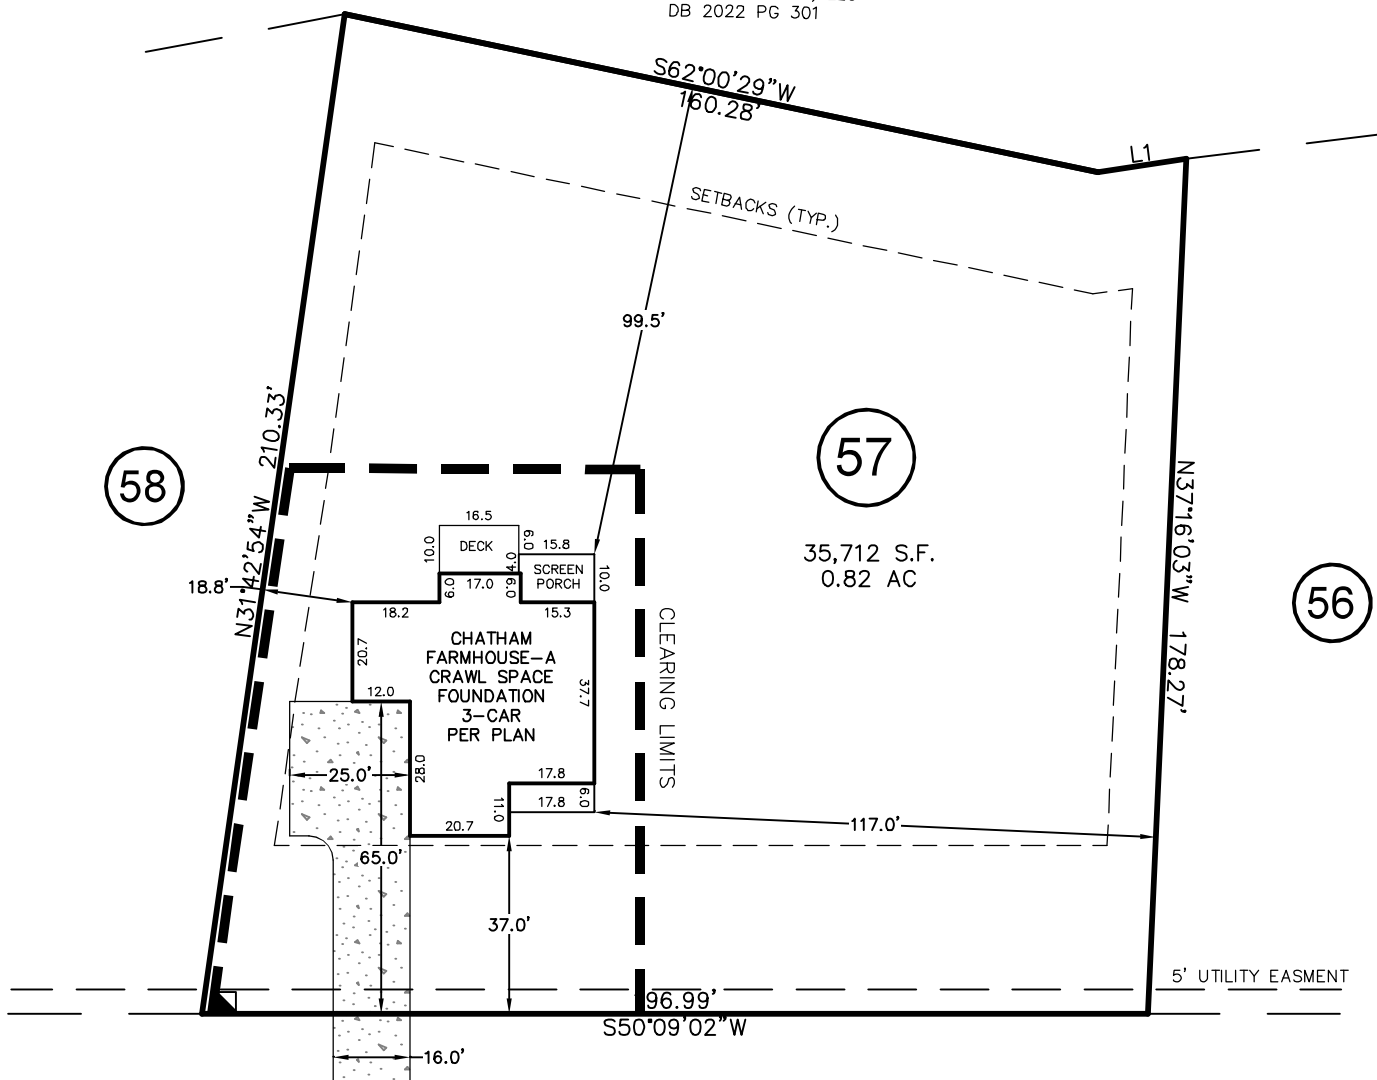 DB 2022 PG 301
S62°00'29"W
160.28'
L1
SETBACKS (TYP.)
99.5'
210.33'
N31°42'54"W
58
57
35,712 S.F.
0.82 AC
N37°16'03"W 178.27'
56
16.5
10.0
DECK
6.0
15.8
4.0
SCREEN
PORCH
10.0
18.8'
6.0
17.0
9.0
18.2
15.3
20.7
CHATHAM
FARMHOUSE-A
CRAWL SPACE
FOUNDATION
3-CAR
PER PLAN
37.7
CLEARING LIMITS
12.0
25.0'
28.0
17.8
17.8
6.0
11.0
20.7
117.0'
65.0'
37.0'
5' UTILITY EASMENT
96.99'
S50°09'02"W
16.0'